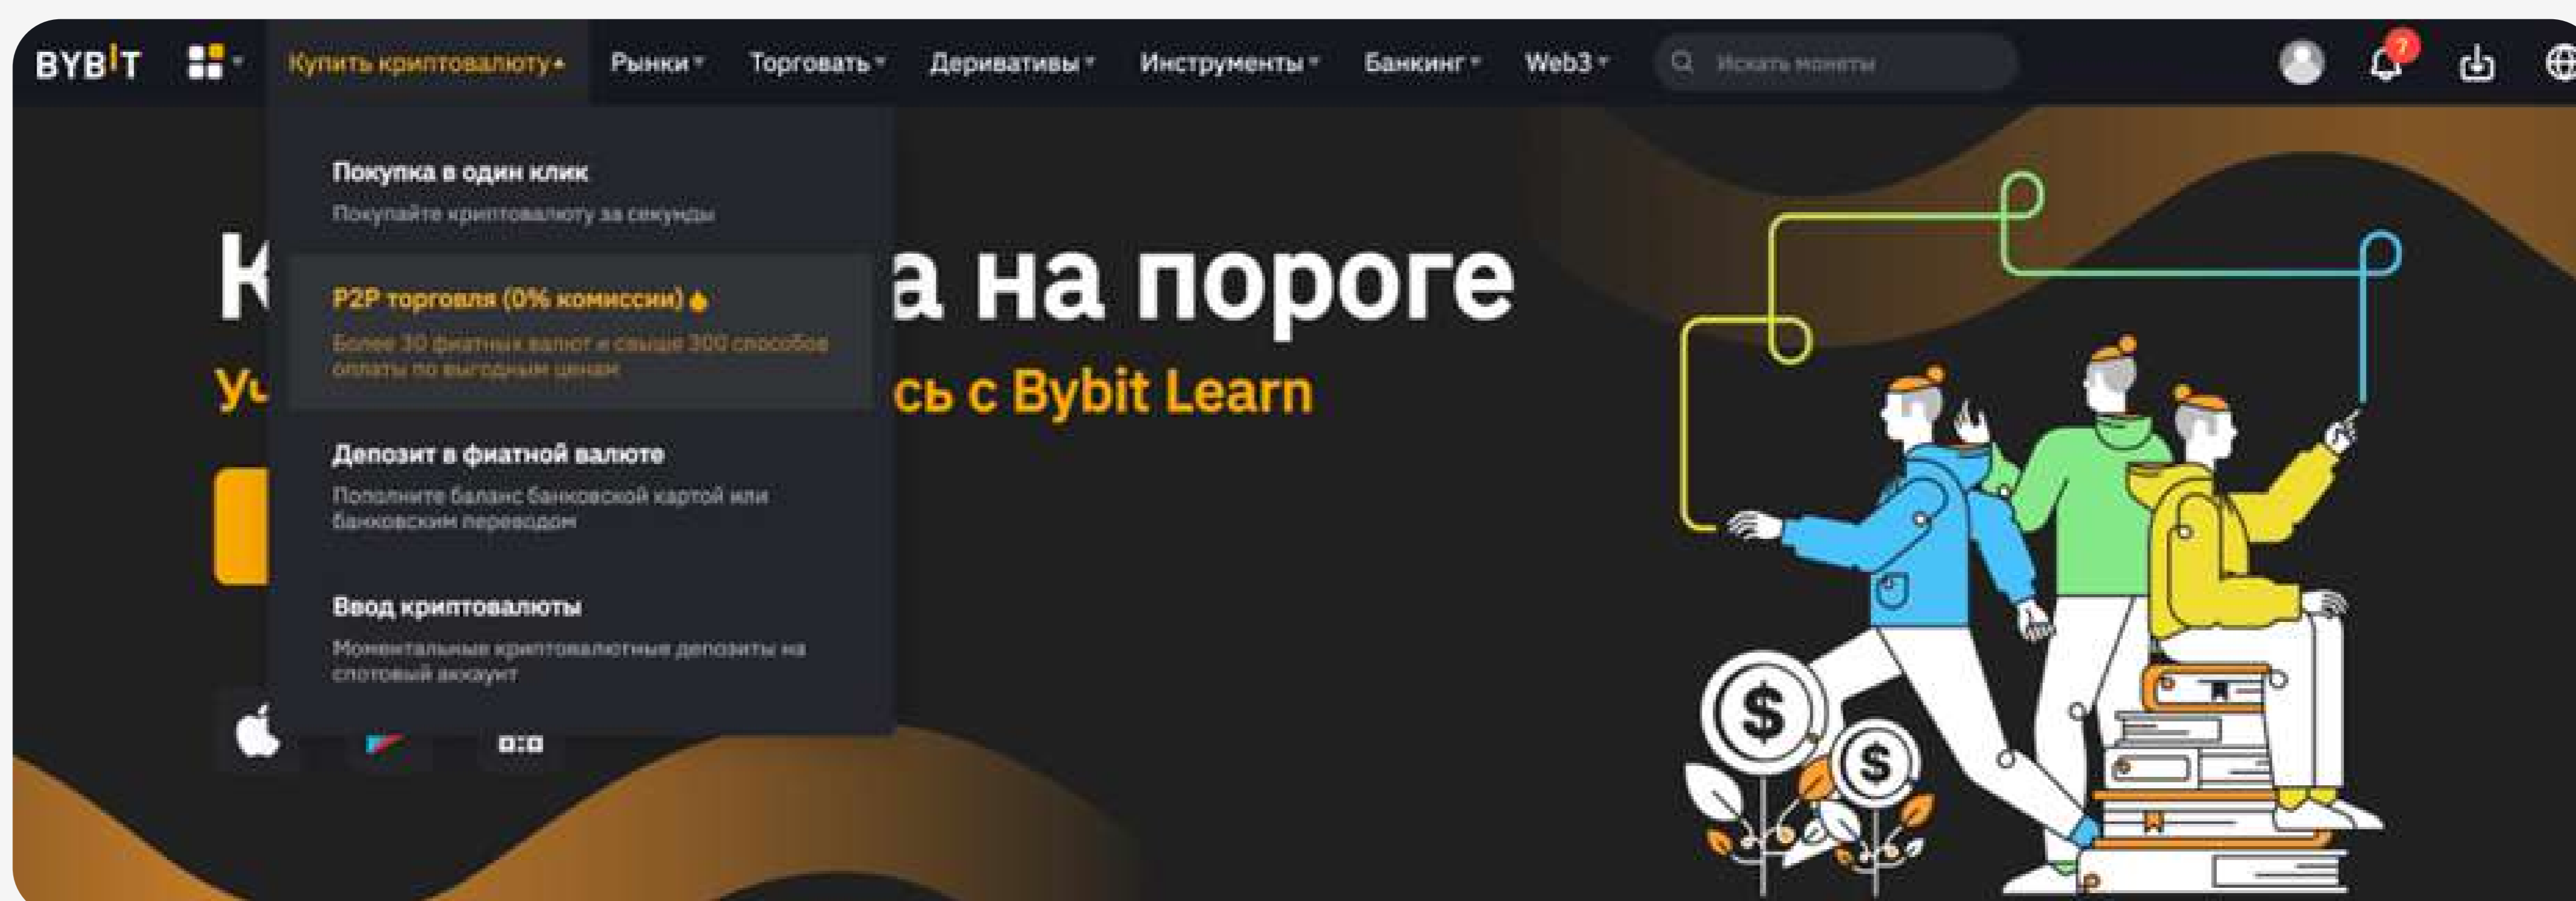 BYBIT
Купить криптовалюту
Рынки
Торговать
Деривативы
Инструменты
Банкинг
Web3
Искать монеты
7
Покупка в один клик
Покупайте криптовалюту за секунды
P2P торговля (0% комиссии)
Более 30 фиатных валют и свыше 300 способов
оплаты по выгодным ценам
Депозит в фиатной валюте
Пополните баланс банковской картой или
банковским переводом
Ввод криптовалюты
Моментальные криптовалютные депозиты на
спотовый аккаунт
К
а на пороге
Уч
сь с Bybit Learn
$
$